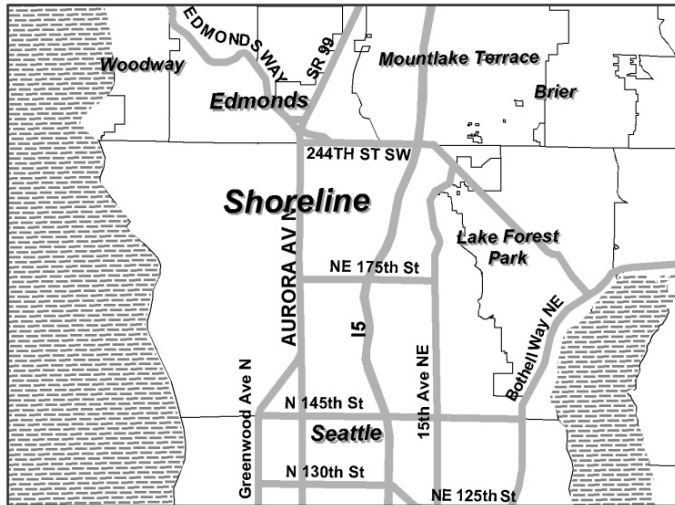 EDMONDS WAY
SR 99
Woodway
Mountlake Terrace
Edmonds
Brier
244TH ST SW
Shoreline
AURORA AV N
Lake Forest
Park
NE 175th St
I5
Bothell Way NE
15th Ave NE
Greenwood Ave N
N 145th St
Seattle
N 130th St
NE 125th St